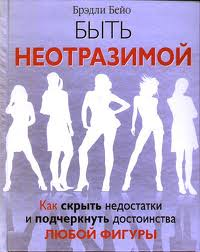 Брэдли Бейо
БЫТЬ
НЕОТРАЗИМОЙ
Как скрыть недостатки
и подчеркнуть достоинства
ЛЮБОЙ ФИГУРЫ